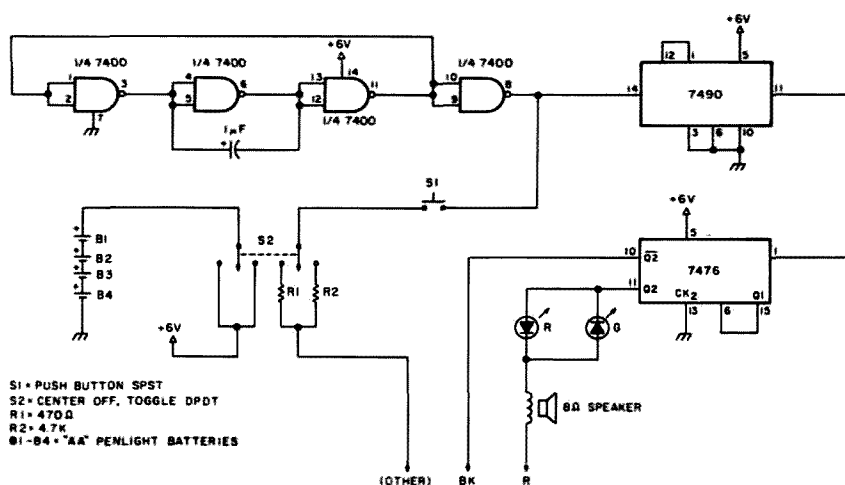 1/4 7400
1/4 7400
+6V
1/4 7400
+6V
1
2
3
7
4
5
6
13
12
14
11
10
9
8
1/4 7400
1μF
+
12
1
5
14
7490
11
3
6
10
S1
+6V
S2
+
B1
+
B2
+
B3
+
B4
R1
R2
+6V
5
10
Q2
7476
1
11
Q2
CK2
Q1
13
6
15
R
G
8Ω SPEAKER
S1= PUSH BUTTON SPST
S2= CENTER OFF, TOGGLE DPDT
R1= 470Ω
R2= 4.7K
B1-B4= "AA" PENLIGHT BATTERIES
(OTHER)
BK
R